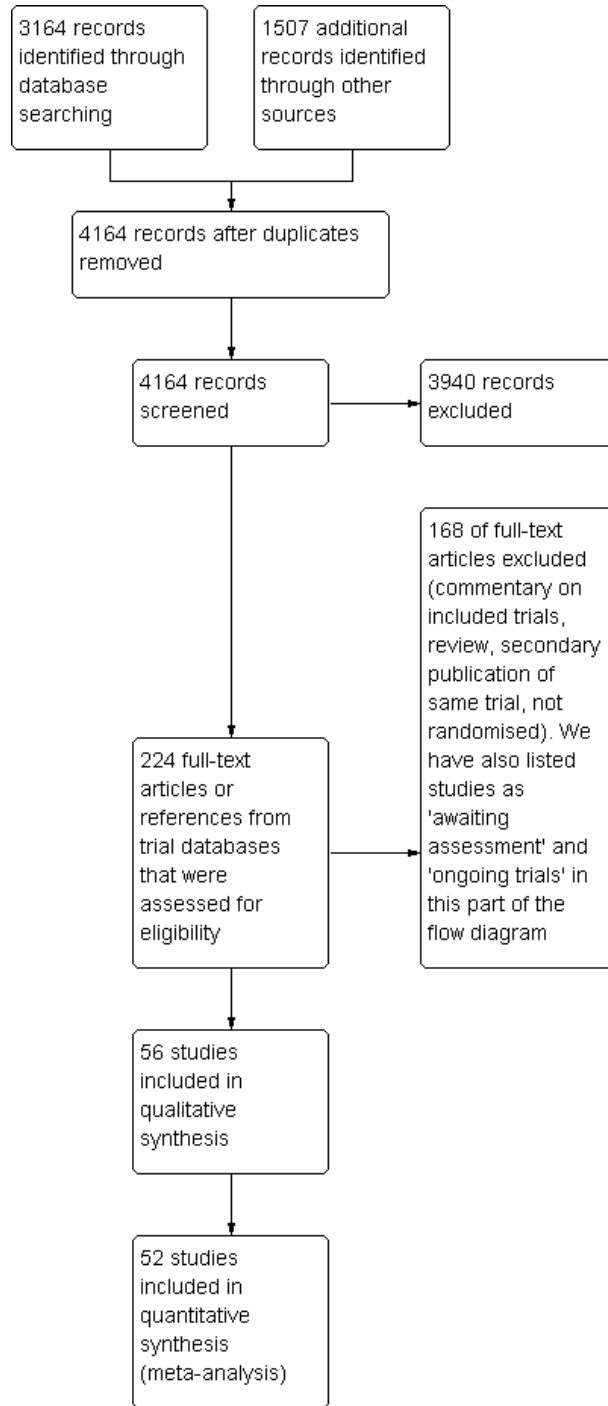 3164 records
identified through
database
searching
1507 additional
records identified
through other
sources
4164 records after duplicates
removed
4164 records
screened
3940 records
excluded
168 of full-text
articles excluded
(commentary on
included trials,
review, secondary
publication of
same trial, not
randomised). We
have also listed
studies as
'awaiting
assessment' and
'ongoing trials' in
this part of the
flow diagram
224 full-text
articles or
references from
trial databases
that were
assessed for
eligibility
56 studies
included in
qualitative
synthesis
52 studies
included in
quantitative
synthesis
(meta-analysis)